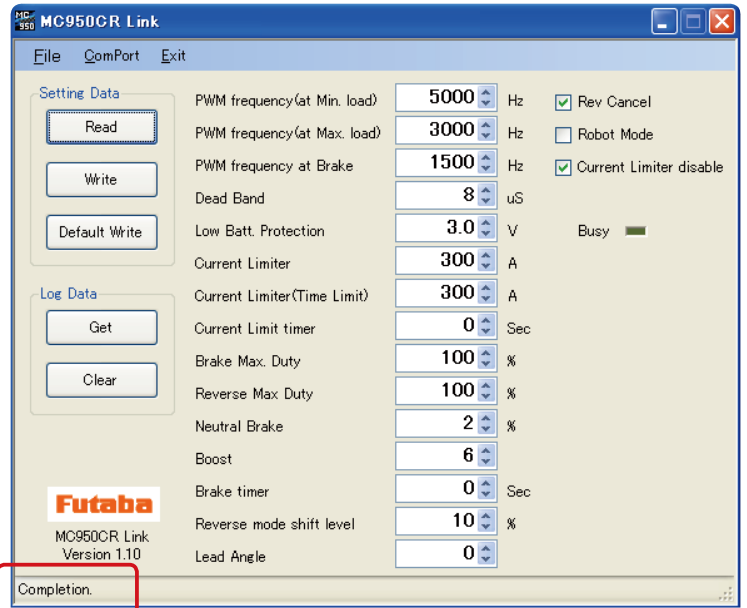 MC950CR Link
File ComPort Exit
Setting Data
Read
Write
Default Write
Log Data
Get
Clear
PWM frequency(at Min. load) 5000 Hz
PWM frequency(at Max. load) 3000 Hz
PWM frequency at Brake 1500 Hz
Dead Band 8 uS
Low Batt. Protection 3.0 V
Current Limiter 300 A
Current Limiter(Time Limit) 300 A
Current Limit timer 0 Sec
Brake Max. Duty 100 %
Reverse Max Duty 100 %
Neutral Brake 2 %
Boost 6
Brake timer 0 Sec
Reverse mode shift level 10 %
Lead Angle 0
Rev Cancel
Robot Mode
Current Limiter disable
Busy
Futaba
MC950CR Link
Version 1.10
Completion.